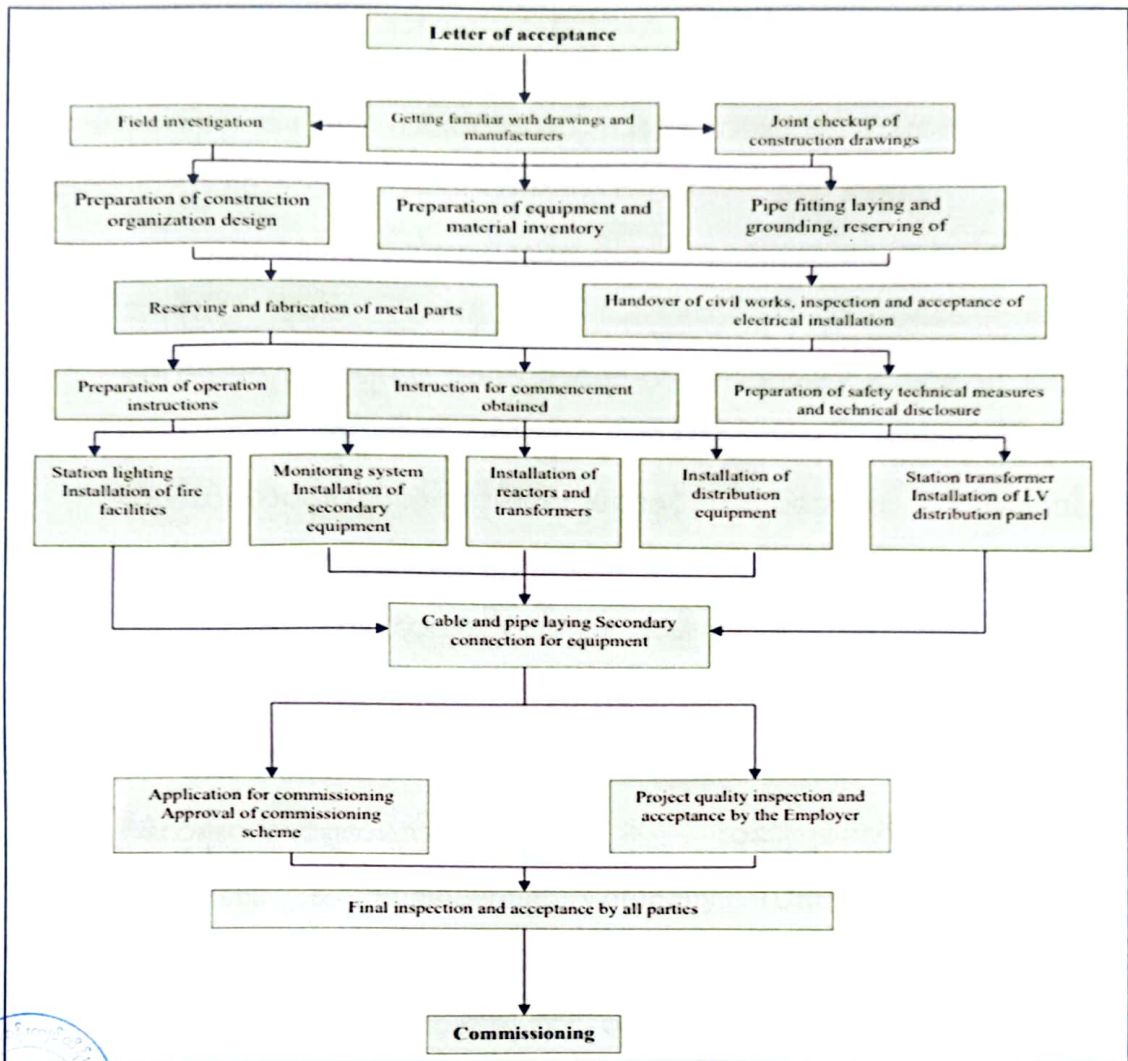 Letter of acceptance
Field investigation
Getting familiar with drawings and
manufacturers
Joint checkup of
construction drawings
Preparation of construction
organization design
Preparation of equipment and
material inventory
Pipe fitting laying and
grounding, reserving of
Reserving and fabrication of metal parts
Handover of civil works, inspection and acceptance of
electrical installation
Preparation of operation
instructions
Instruction for commencement
obtained
Preparation of safety technical measures
and technical disclosure
Station lighting
Installation of fire
facilities
Monitoring system
Installation of
secondary
equipment
Installation of
reactors and
transformers
Installation of
distribution
equipment
Station transformer
Installation of LV
distribution panel
Cable and pipe laying Secondary
connection for equipment
Application for commissioning
Approval of commissioning
scheme
Project quality inspection and
acceptance by the Employer
Final inspection and acceptance by all parties
Commissioning